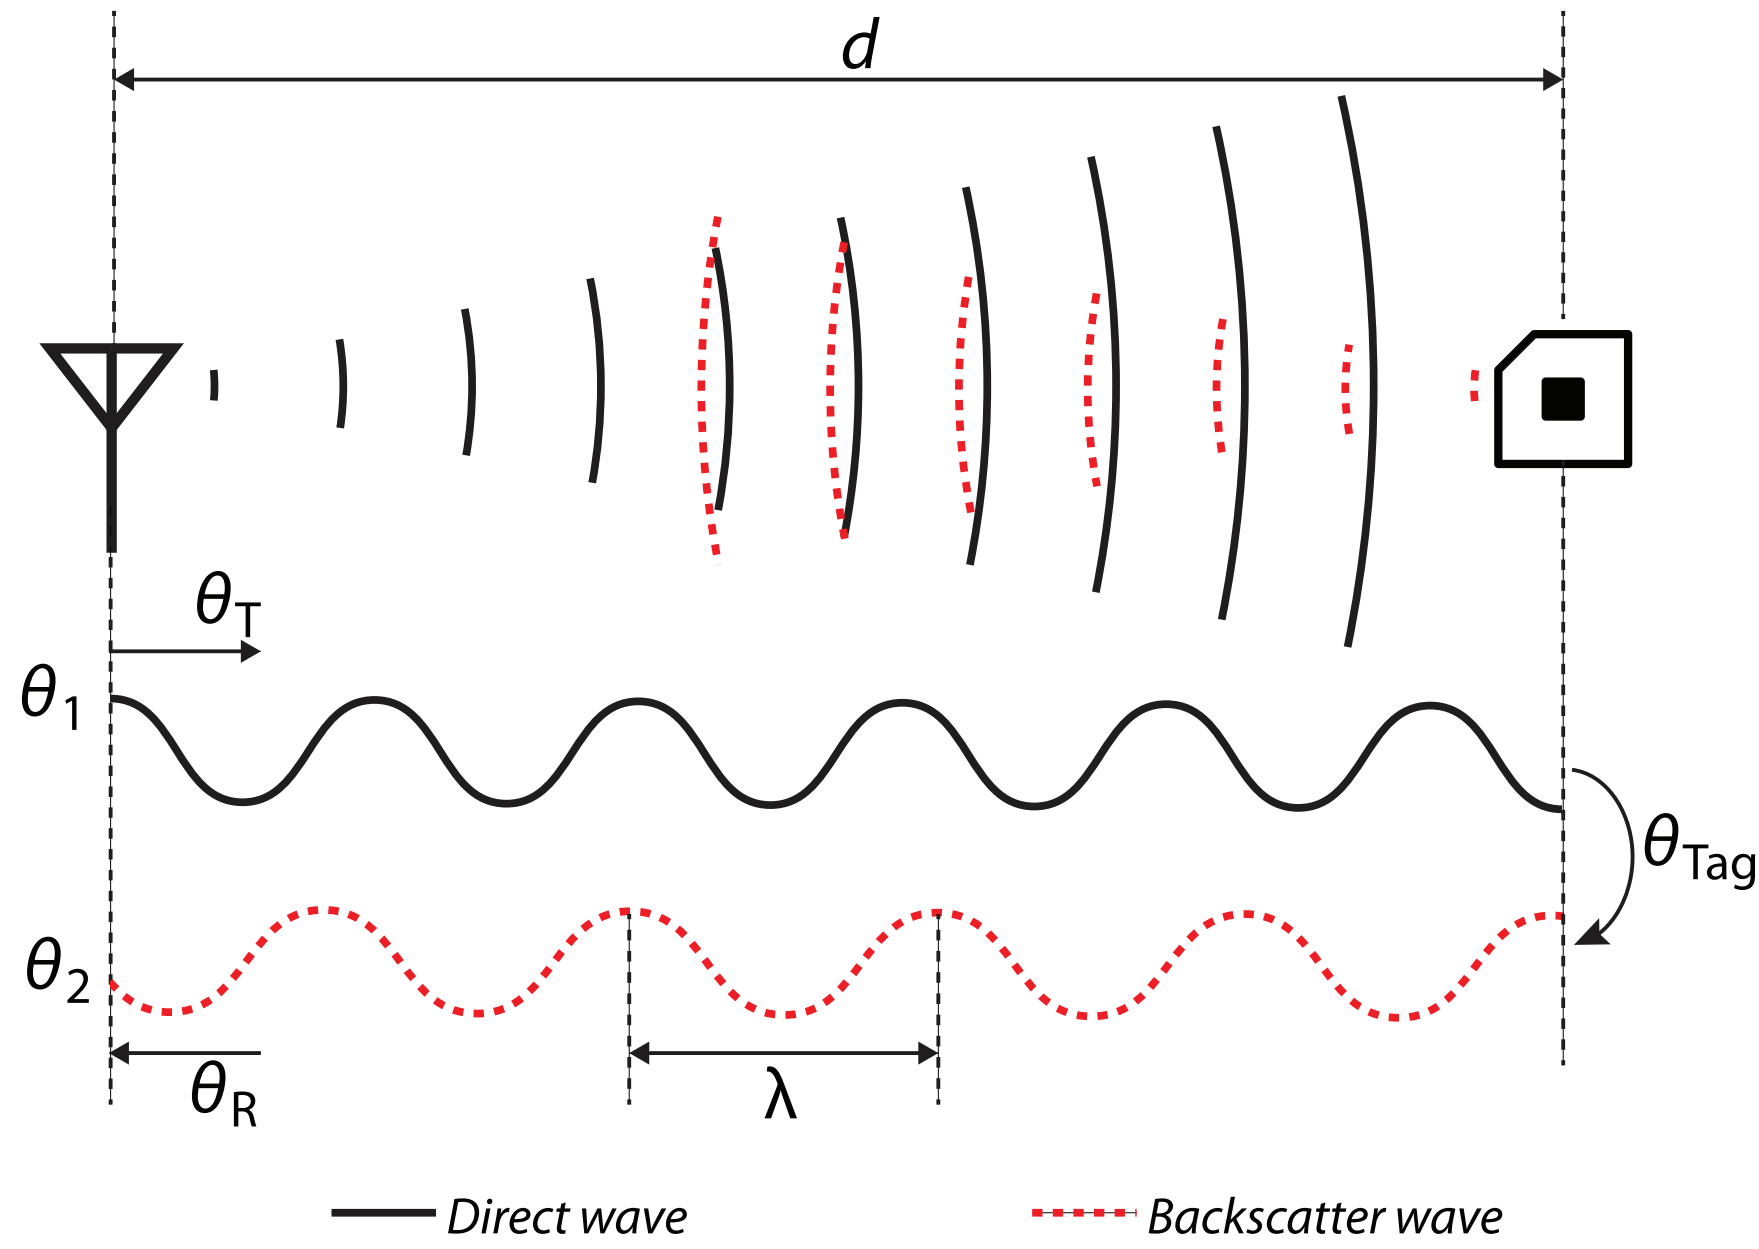 d
θT
θ1
θTag
θ2
θR
λ
Direct wave
Backscatter wave